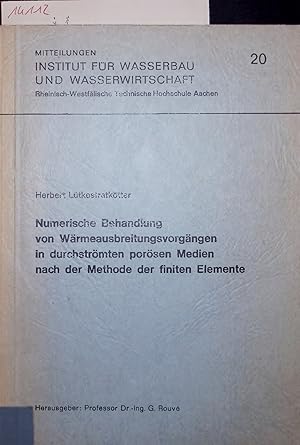 14112
MITTEILUNGEN
INSTITUT FÜR WASSERBAU
UND WASSERWIRTSCHAFT
20
Rheinisch-Westfälische Technische Hochschule Aachen
Herbert Lütkestratkötter
Numerische Behandlung
von Wärmeausbreitungsvorgängen
in durchströmten porösen Medien
nach der Methode der finiten Elemente
Herausgeber: Professor Dr.-Ing. G. Rouvé